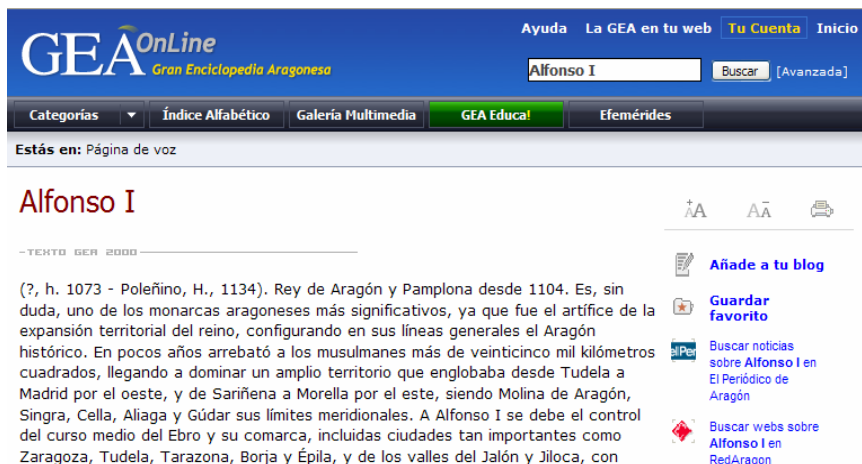 GEA OnLine
Gran Enciclopedia Aragonesa
Ayuda La GEA en tu web Tu Cuenta Inicio
Alfonso I Buscar [Avanzada]
Categorías Índice Alfabético Galería Multimedia GEA Educa! Efemérides
Estás en: Página de voz
Alfonso I
TEXTO GEA 2000
(?, h. 1073 - Poleñino, H., 1134). Rey de Aragón y Pamplona desde 1104. Es, sin
duda, uno de los monarcas aragoneses más significativos, ya que fue el artífice de la
expansión territorial del reino, configurando en sus líneas generales el Aragón
histórico. En pocos años arrebató a los musulmanes más de veinticinco mil kilómetros
cuadrados, llegando a dominar un amplio territorio que englobaba desde Tudela a
Madrid por el oeste, y de Sariñena a Morella por el este, siendo Molina de Aragón,
Singra, Cella, Aliaga y Gúdar sus límites meridionales. A Alfonso I se debe el control
del curso medio del Ebro y su comarca, incluidas ciudades tan importantes como
Zaragoza, Tudela, Tarazona, Borja y Épila, y de los valles del Jalón y Jiloca, con
AA AA
Añade a tu blog
Guardar
favorito
elPer
Buscar noticias
sobre Alfonso I en
El Periódico de
Aragón
Buscar webs sobre
Alfonso I en
RedAragon